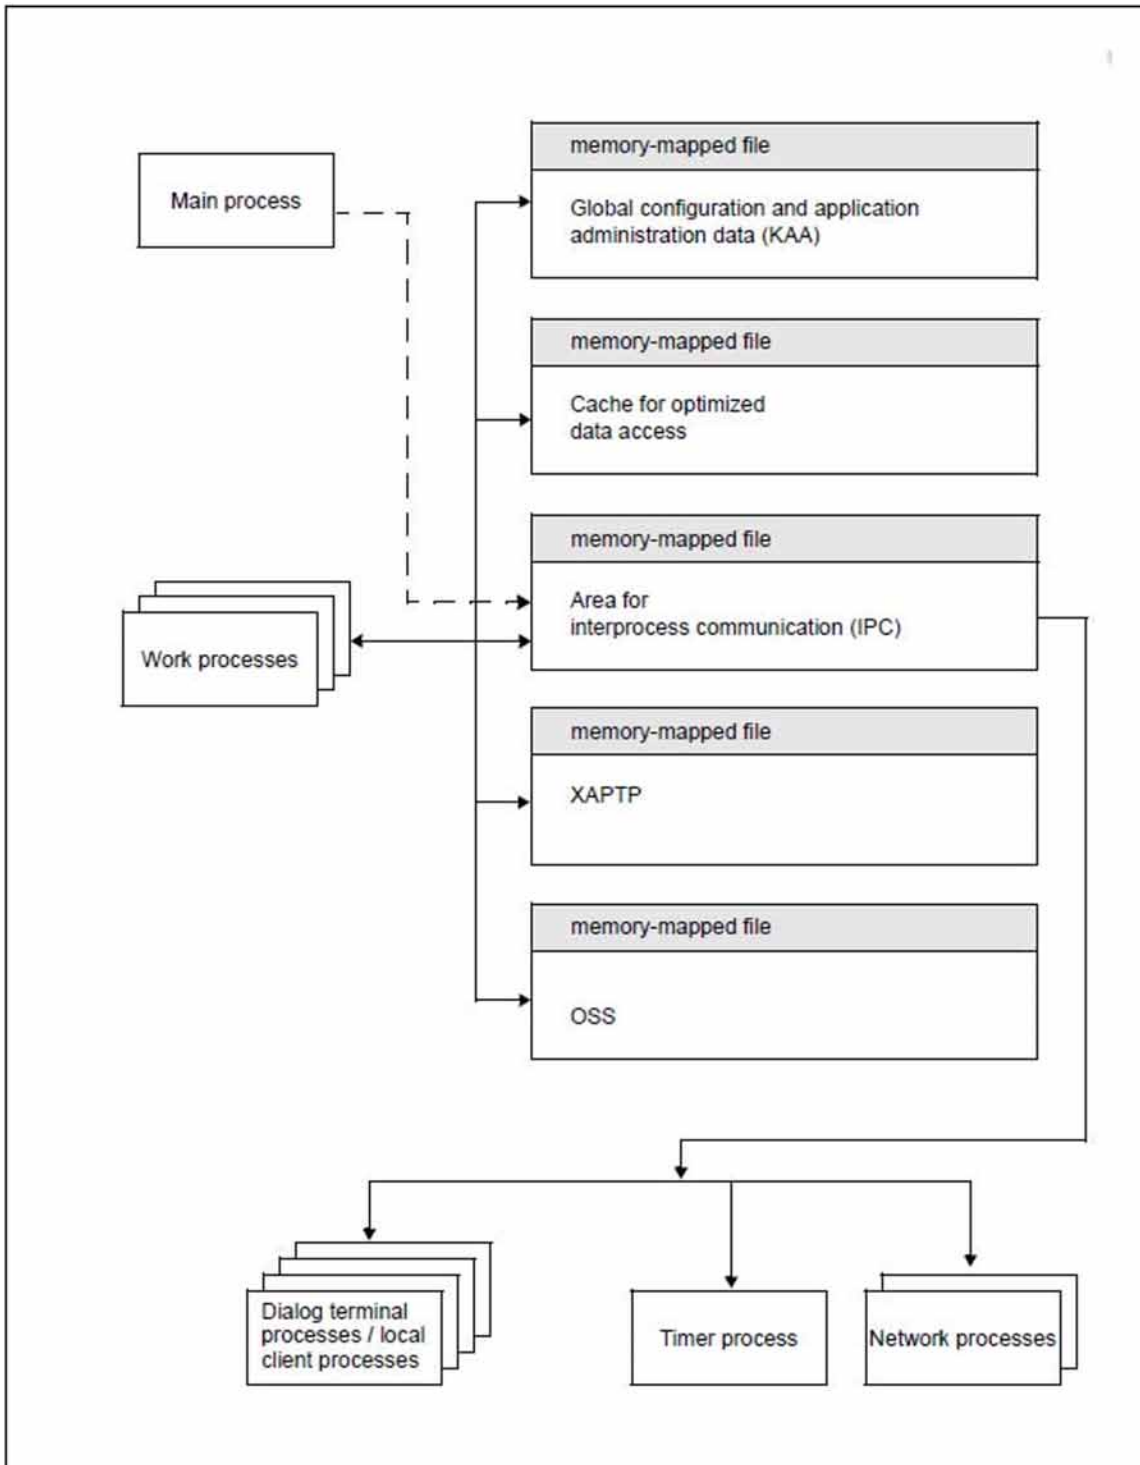 Main process
memory-mapped file
Global configuration and application
administration data (KAA)
memory-mapped file
Cache for optimized
data access
memory-mapped file
Area for
interprocess communication (IPC)
Work processes
memory-mapped file
XAPTP
memory-mapped file
OSS
Dialog terminal
processes / local
client processes
Timer process
Network processes